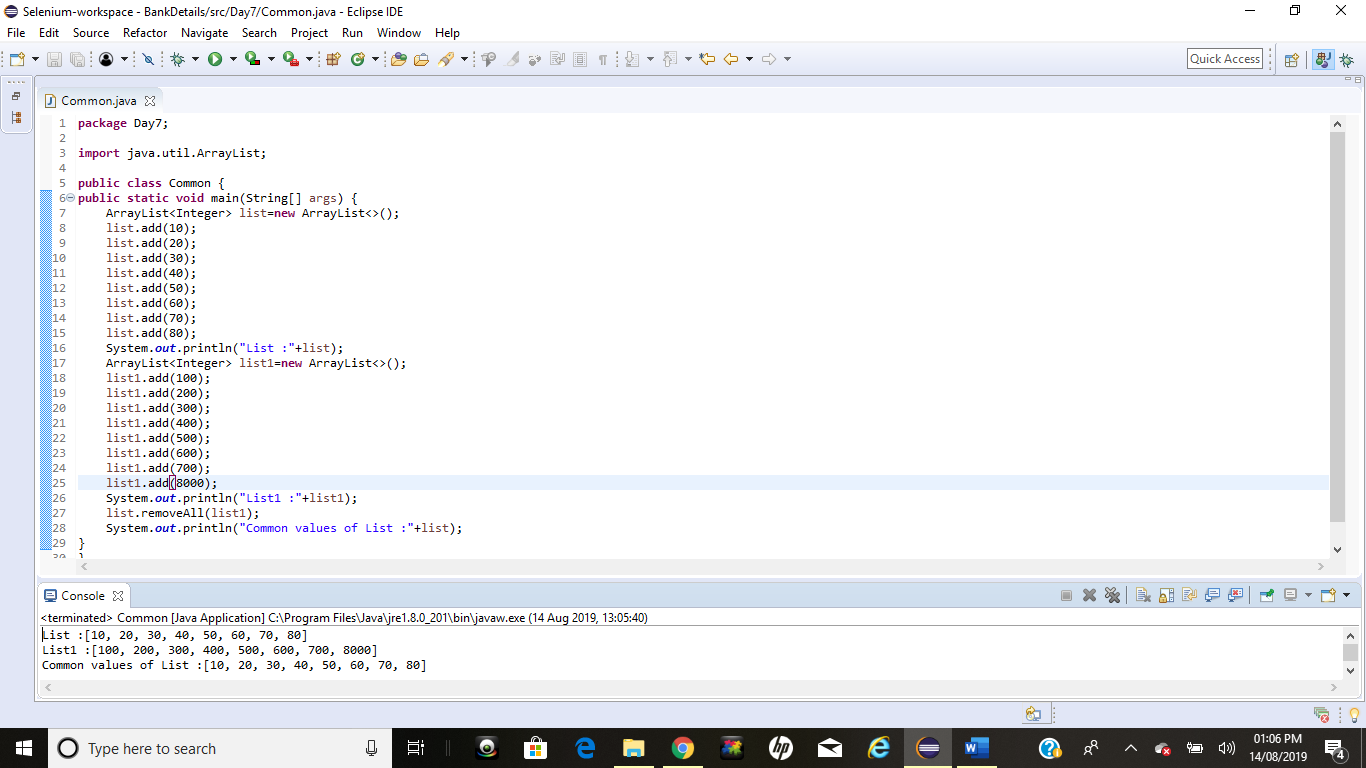 Selenium-workspace - BankDetails/src/Day7/Common.java - Eclipse IDE
File Edit Source Refactor Navigate Search Project Run Window Help
Quick Access
Common.java
1 package Day7;
2
3 import java.util.ArrayList;
4
5 public class Common {
6 public static void main(String[] args) {
7 ArrayList<Integer> list=new ArrayList<>();
8 list.add(10);
9 list.add(20);
10 list.add(30);
11 list.add(40);
12 list.add(50);
13 list.add(60);
14 list.add(70);
15 list.add(80);
16 System.out.println("List :"+list);
17 ArrayList<Integer> list1=new ArrayList<>();
18 list1.add(100);
19 list1.add(200);
20 list1.add(300);
21 list1.add(400);
22 list1.add(500);
23 list1.add(600);
24 list1.add(700);
25 list1.add(8000);
26 System.out.println("List1 :"+list1);
27 list.removeAll(list1);
28 System.out.println("Common values of List :"+list);
29 }
30 }
Console
<terminated> Common [Java Application] C:\Program Files\Java\jre1.8.0_201\bin\javaw.exe (14 Aug 2019, 13:05:40)
List :[10, 20, 30, 40, 50, 60, 70, 80]
List1 :[100, 200, 300, 400, 500, 600, 700, 8000]
Common values of List :[10, 20, 30, 40, 50, 60, 70, 80]
Type here to search
01:06 PM
14/08/2019
4